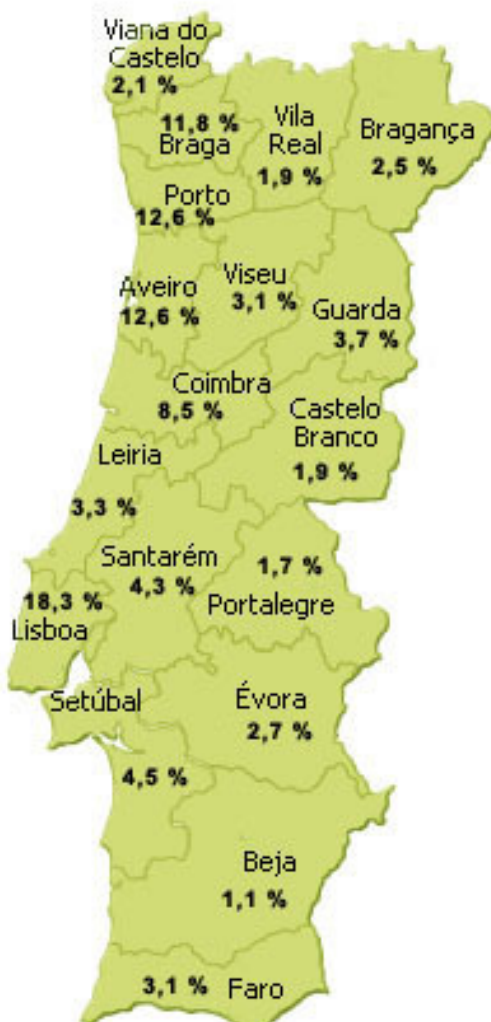 Viana do
Castelo
2,1 %
11,8 %
Braga
Vila
Real
1,9 %
Bragança
2,5 %
Porto
12,6 %
Aveiro
12,6 %
Viseu
3,1 %
Guarda
3,7 %
Coimbra
8,5 %
Castelo
Branco
1,9 %
Leiria
3,3 %
Santarém
4,3 %
1,7 %
Portalegre
18,3 %
Lisboa
Setúbal
4,5 %
Évora
2,7 %
Beja
1,1 %
3,1 % Faro